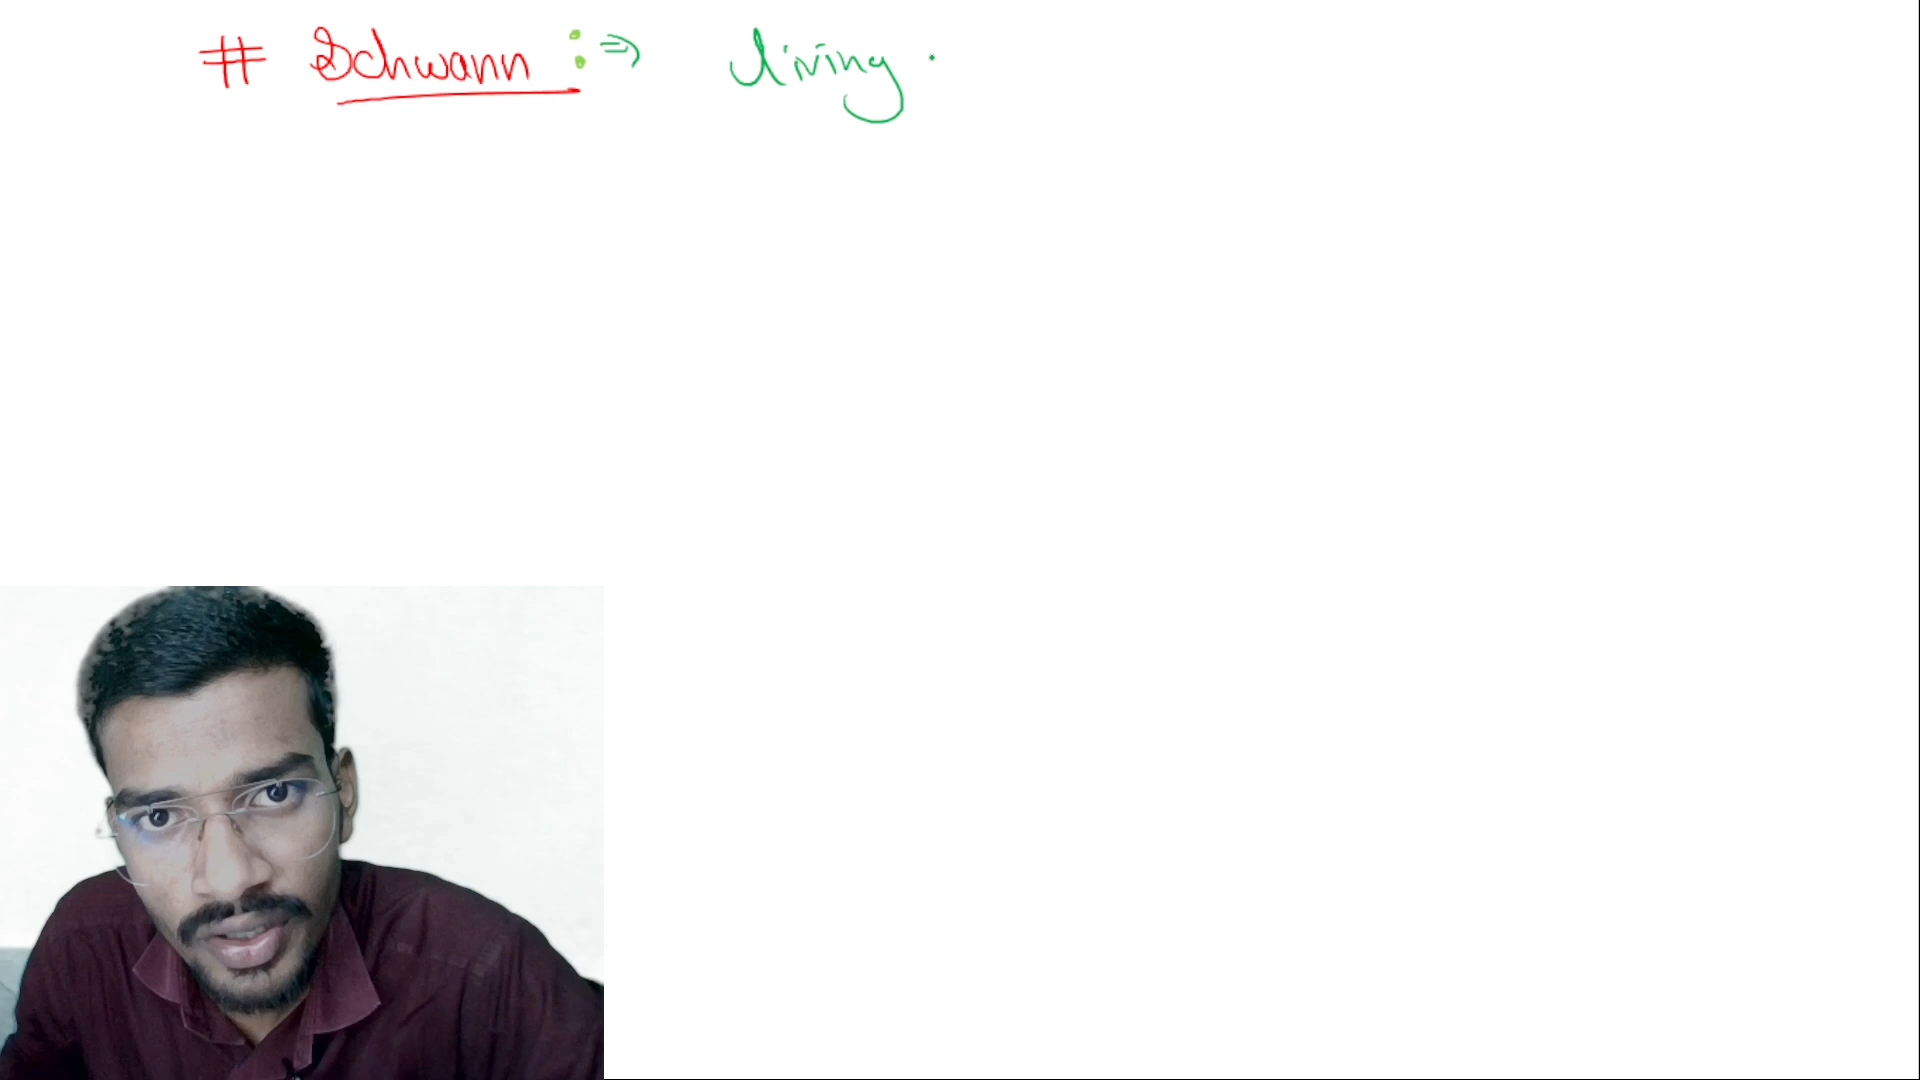 # Schwann :⇒ living .